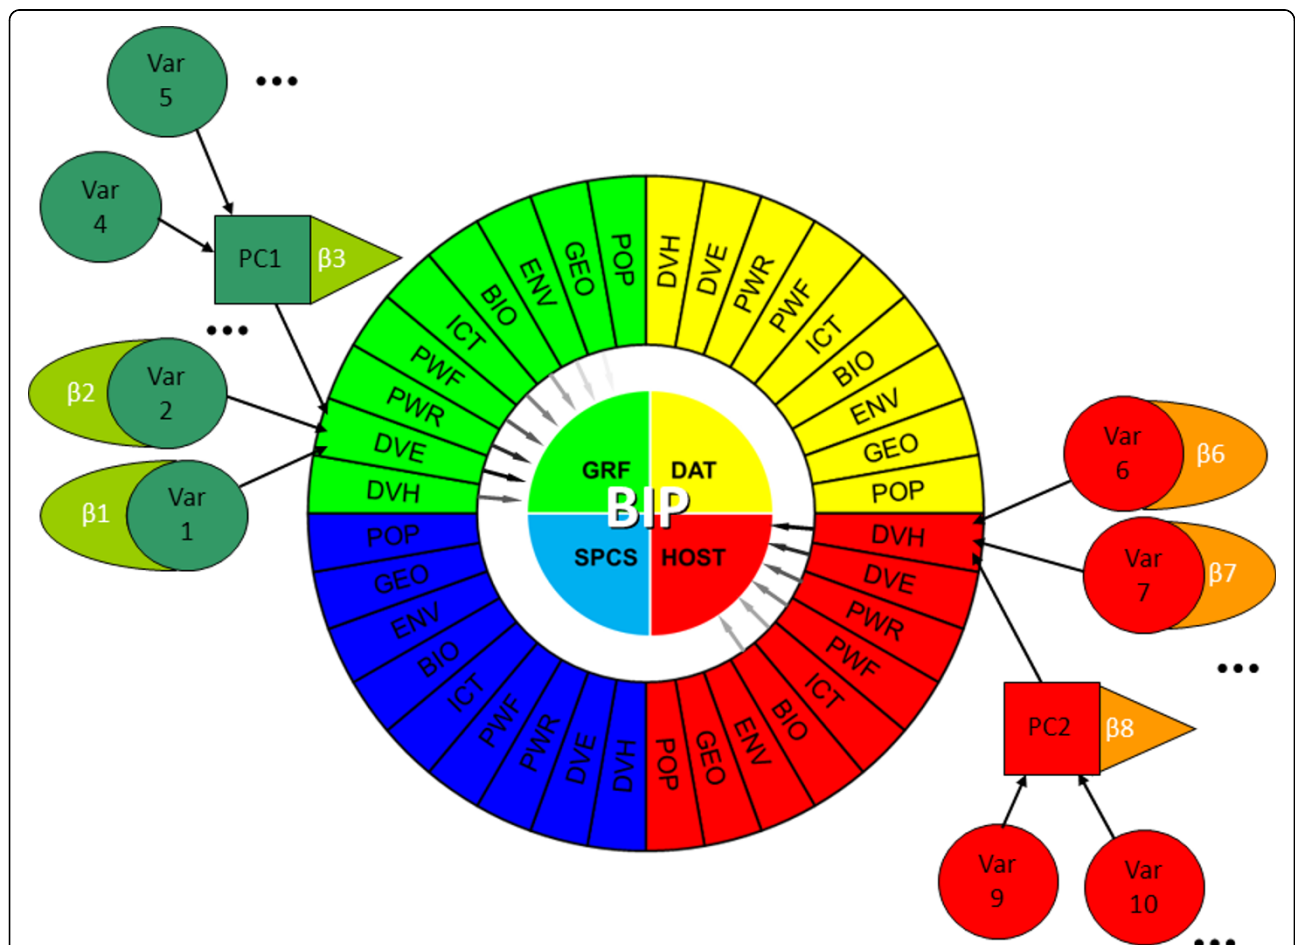 Var
5
•••
Var
4
PC1
β3
•••
β2
Var
2
β1
Var
1
DVH
DVE
PWR
PWF
ICT
BIO
ENV
GEO
POP
DVH
DVE
PWR
PWF
ICT
BIO
ENV
GEO
POP
DVH
DVE
PWR
PWF
ICT
BIO
ENV
GEO
POP
DVH
DVE
PWR
PWF
ICT
BIO
ENV
GEO
POP
GRF
DAT
BIP
SPCS
HOST
Var
6
β6
Var
7
β7
•••
PC2
β8
Var
9
Var
10
•••